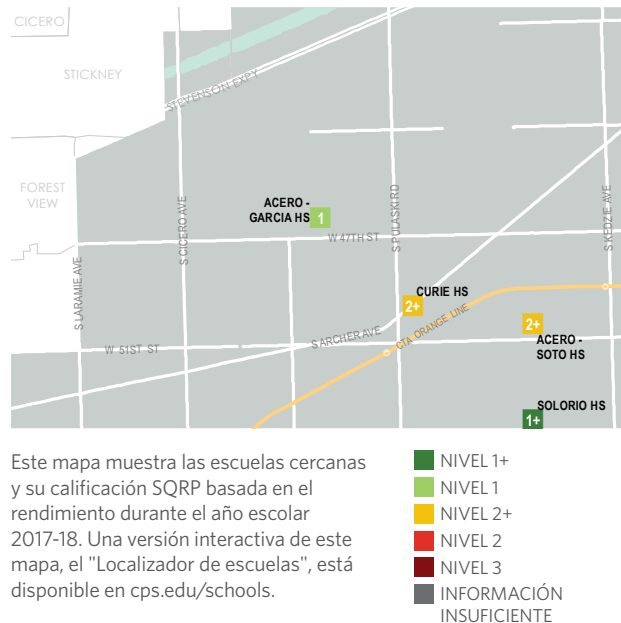 CICERO
STICKNEY
STEVENSON EXPY
FOREST
VIEW
ACERO -
GARCIA HS
1
S LARAMIE AVE
S CICERO AVE
S PULASKI RD
S KEDZIE AVE
W 47TH ST
2+
CURIE HS
CTA ORANGE LINE
S ARCHER AVE
W 51ST ST
2+
ACERO -
SOTO HS
SOLORIO HS
1+
Este mapa muestra las escuelas cercanas
y su calificación SQRP basada en el
rendimiento durante el año escolar
2017-18. Una versión interactiva de este
mapa, el "Localizador de escuelas", está
disponible en cps.edu/schools.
NIVEL 1+
NIVEL 1
NIVEL 2+
NIVEL 2
NIVEL 3
INFORMACIÓN
INSUFICIENTE